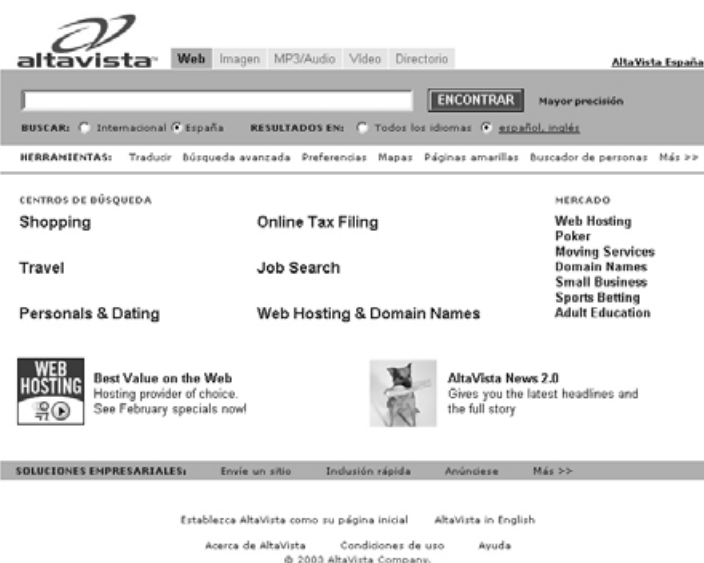 altavista™ Web Imagen MP3/Audio Vídeo Directorio AltaVista España
ENCONTRAR Mayor precisión
BUSCAR: Internacional España RESULTADOS EN: Todos los idiomas español, inglés
HERRAMIENTAS: Traducir Búsqueda avanzada Preferencias Mapas Páginas amarillas Buscador de personas Más >>
CENTROS DE BÚSQUEDA
Shopping Online Tax Filing
Travel Job Search
Personals & Dating Web Hosting & Domain Names
MERCADO
Web Hosting
Poker
Moving Services
Domain Names
Small Business
Sports Betting
Adult Education
WEB
HOSTING
Best Value on the Web
Hosting provider of choice.
See February specials now!
AltaVista News 2.0
Gives you the latest headlines and
the full story
SOLUCIONES EMPRESARIALES: Envíe un sitio Inclusión rápida Anúnciese Más >>
Establezca AltaVista como su página inicial AltaVista in English
Acerca de AltaVista Condiciones de uso Ayuda
© 2003 AltaVista Company.